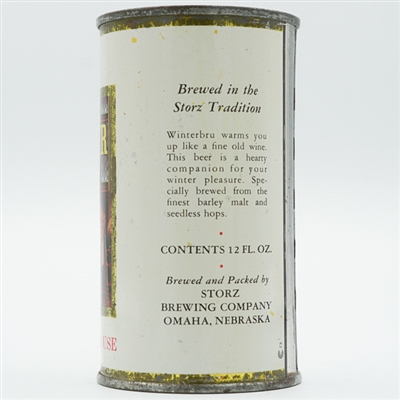 Brewed in the
Storz Tradition
Winterbru warms you
up like a fine old wine.
This beer is a hearty
companion for your
winter pleasure. Spe-
cially brewed from the
finest barley malt and
seedless hops.
CONTENTS 12 FL. OZ.
Brewed and Packed by
STORZ
BREWING COMPANY
OMAHA, NEBRASKA
USE